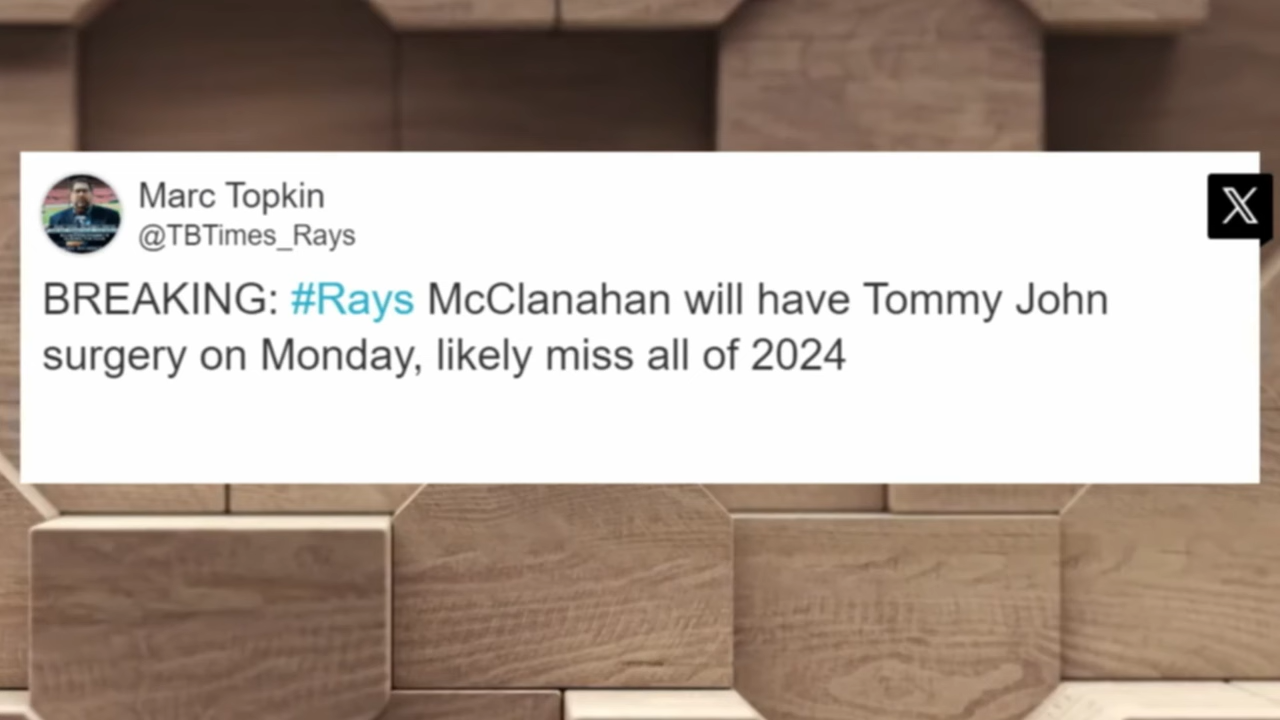 Marc Topkin
@TBTimes_Rays
BREAKING: #Rays McClanahan will have Tommy John
surgery on Monday, likely miss all of 2024